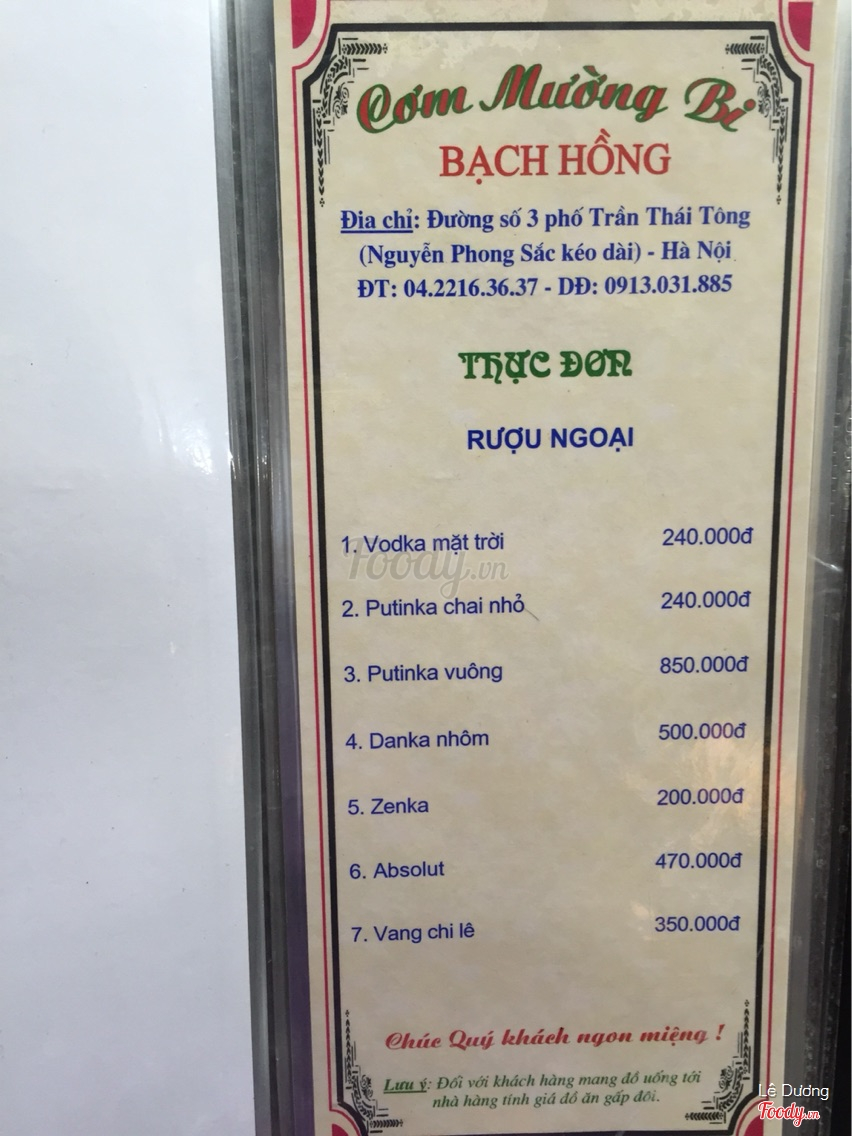 Cơm Mường Bi
BẠCH HỒNG
Địa chỉ: Đường số 3 phố Trần Thái Tông
(Nguyễn Phong Sắc kéo dài) - Hà Nội
ĐT: 04.2216.36.37 - DĐ: 0913.031.885
THỰC ĐƠN
RƯỢU NGOẠI
1. Vodka mặt trời 240.000đ
Foody.vn
2. Putinka chai nhỏ 240.000đ
3. Putinka vuông 850.000đ
4. Danka nhôm 500.000đ
5. Zenka 200.000đ
6. Absolut 470.000đ
7. Vang chi lê 350.000đ
Chúc Quý khách ngon miệng !
Lưu ý: Đối với khách hàng mang đồ uống tới
nhà hàng tính giá đồ ăn gấp đôi.
Lê Dương
Foody.vn